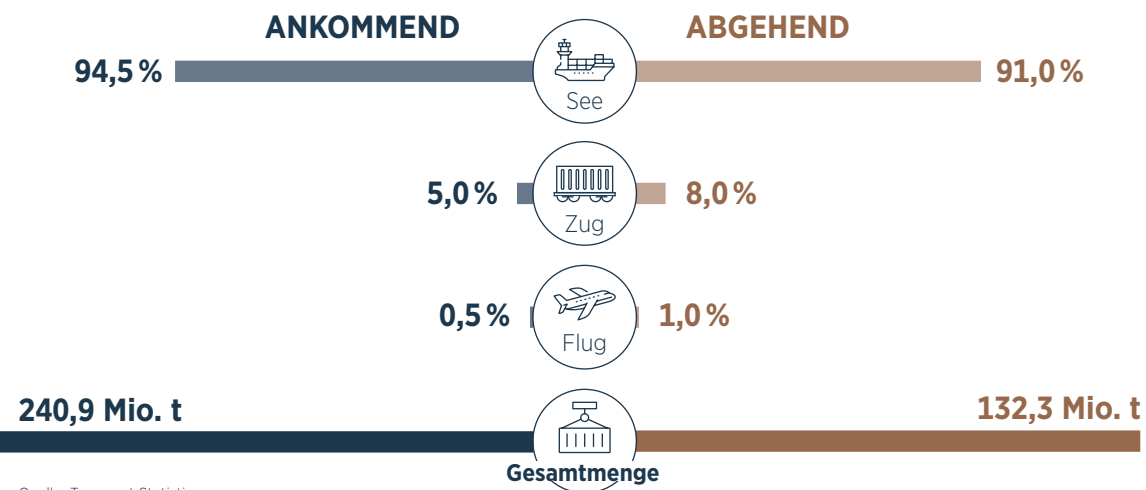 ANKOMMEND ABGEHEND
94,5 % See 91,0 %
5,0 % Zug 8,0 %
0,5 % Flug 1,0 %
240,9 Mio. t 132,3 Mio. t
Gesamtmenge